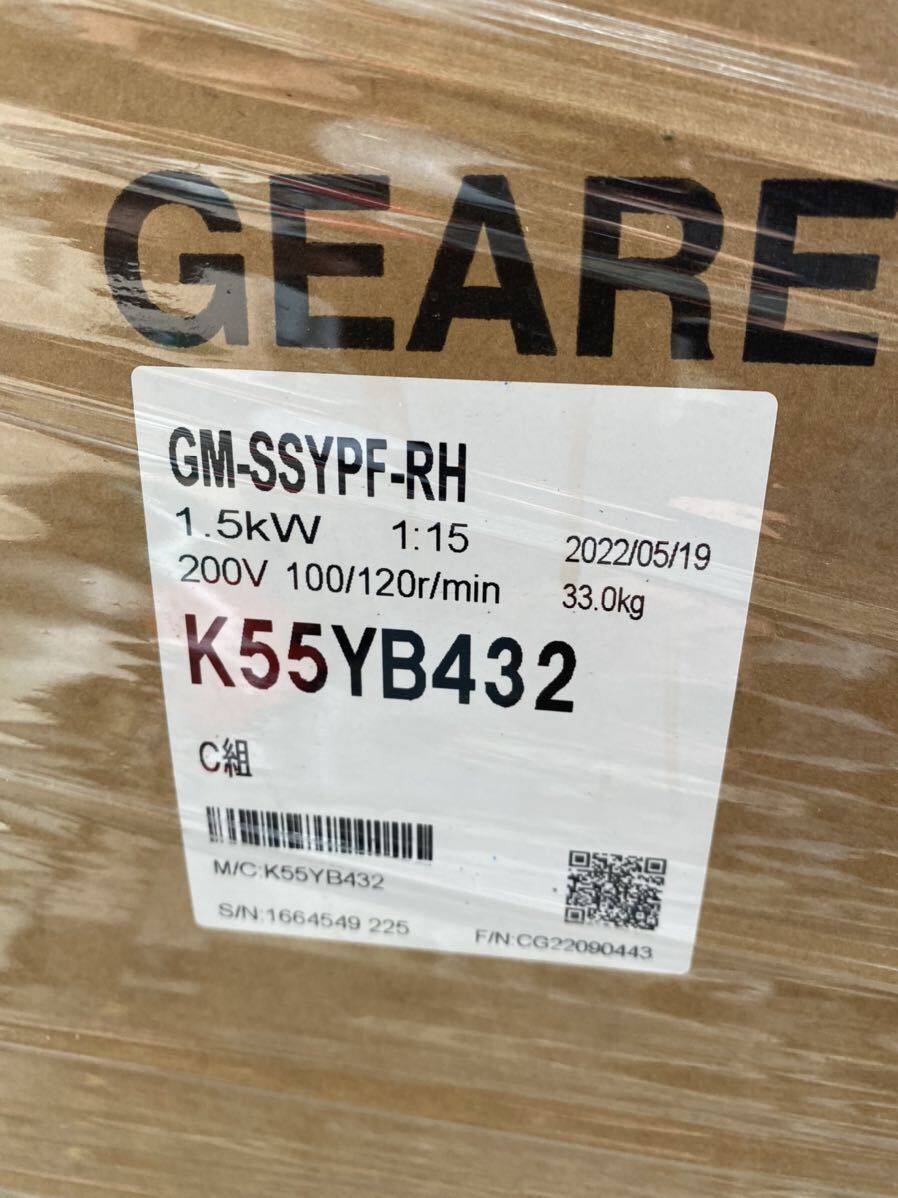 GEARE
GM-SSYPF-RH
1.5kW 1:15
2022/05/19
200V 100/120r/min
33.0kg
K55YB432
C組
M/C:K55YB432
S/N:1664549 225
F/N:CG22090443